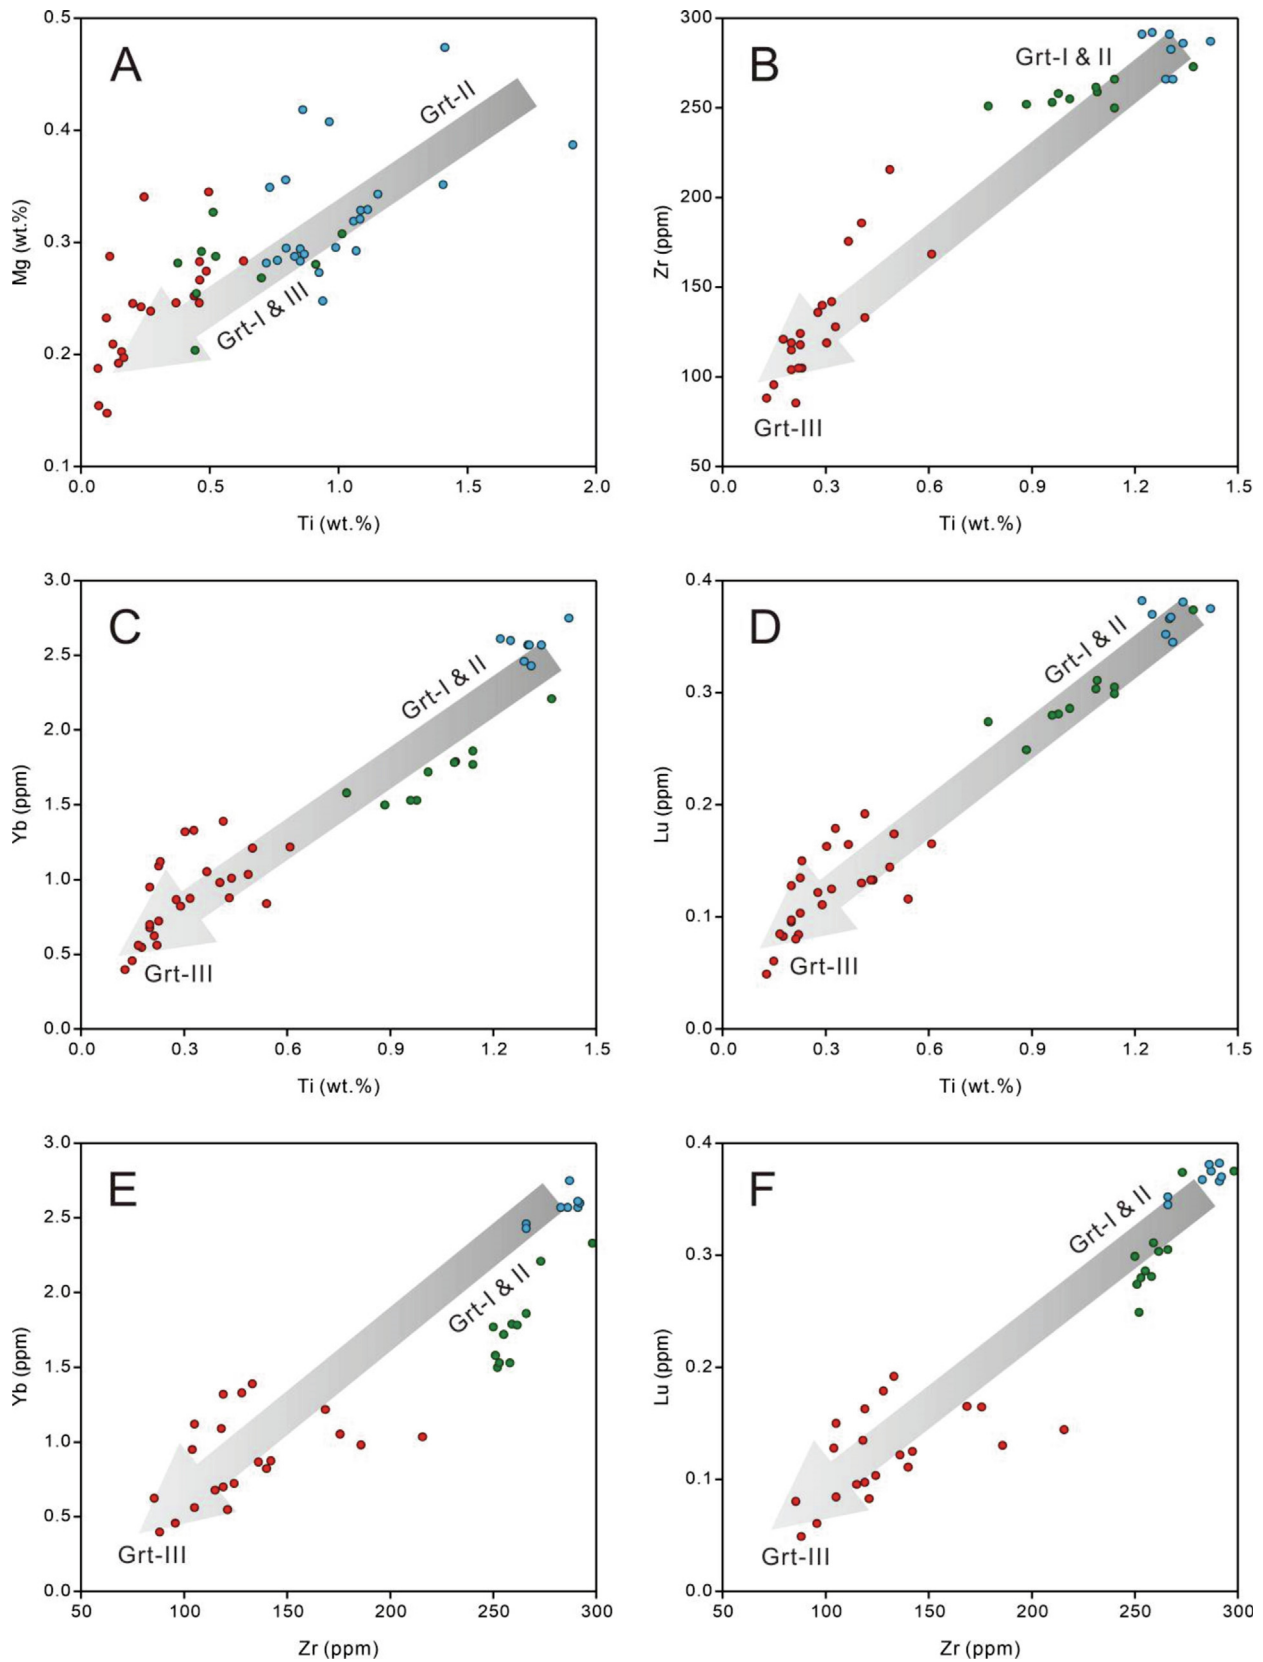 0.5
A
Grt-II
0.4
Mg (wt.%)
0.3
Grt-I & III
0.2
0.1
0.0 0.5 1.0 1.5 2.0
Ti (wt.%)
300
B
Grt-I & II
250
200
Zr (ppm)
150
100
Grt-III
50
0.0 0.3 0.6 0.9 1.2 1.5
Ti (wt.%)
3.0
C
2.5
Grt-I & II
2.0
Yb (ppm)
1.5
1.0
0.5
Grt-III
0.0
0.0 0.3 0.6 0.9 1.2 1.5
Ti (wt.%)
0.4
D
Grt-I & II
0.3
Lu (ppm)
0.2
0.1
Grt-III
0.0
0.0 0.3 0.6 0.9 1.2 1.5
Ti (wt.%)
3.0
E
2.5
Grt-I & II
2.0
Yb (ppm)
1.5
1.0
0.5
Grt-III
0.0
50 100 150 200 250 300
Zr (ppm)
0.4
F
Grt-I & II
0.3
Lu (ppm)
0.2
0.1
Grt-III
0.0
50 100 150 200 250 300
Zr (ppm)